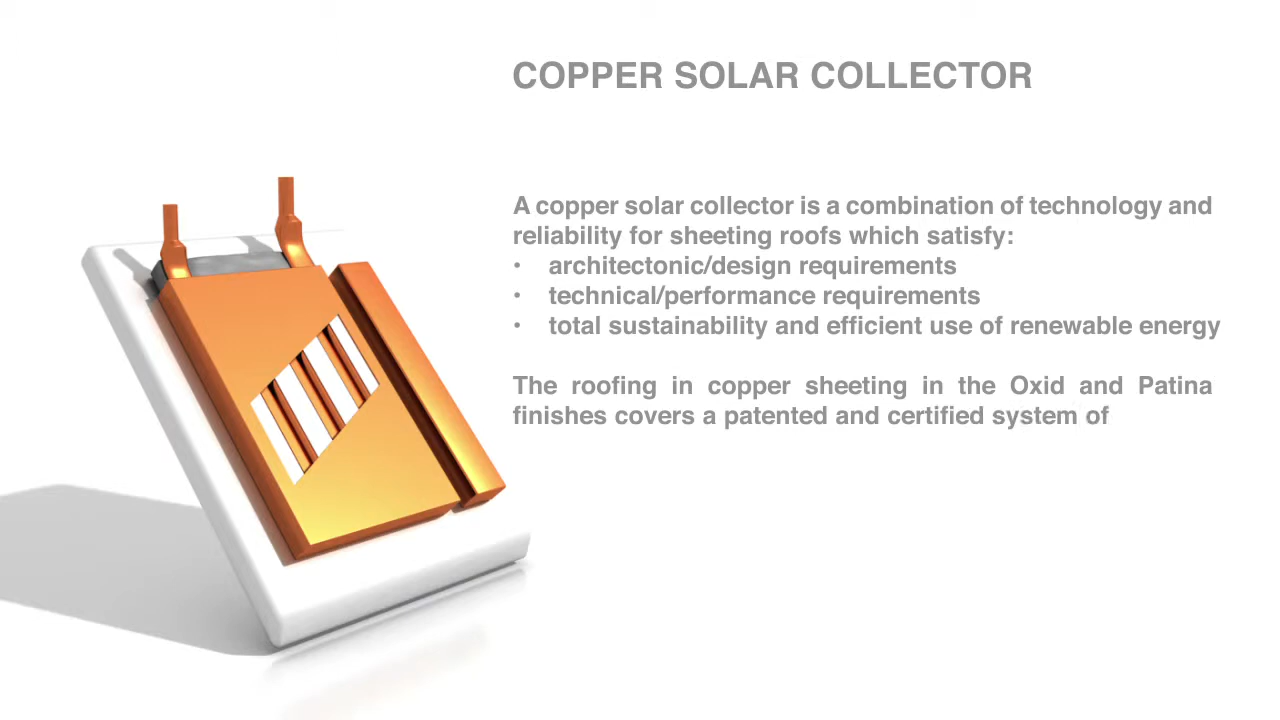 COPPER SOLAR COLLECTOR
A copper solar collector is a combination of technology and
reliability for sheeting roofs which satisfy:
• architectonic/design requirements
• technical/performance requirements
• total sustainability and efficient use of renewable energy
The roofing in copper sheeting in the Oxid and Patina
finishes covers a patented and certified system of